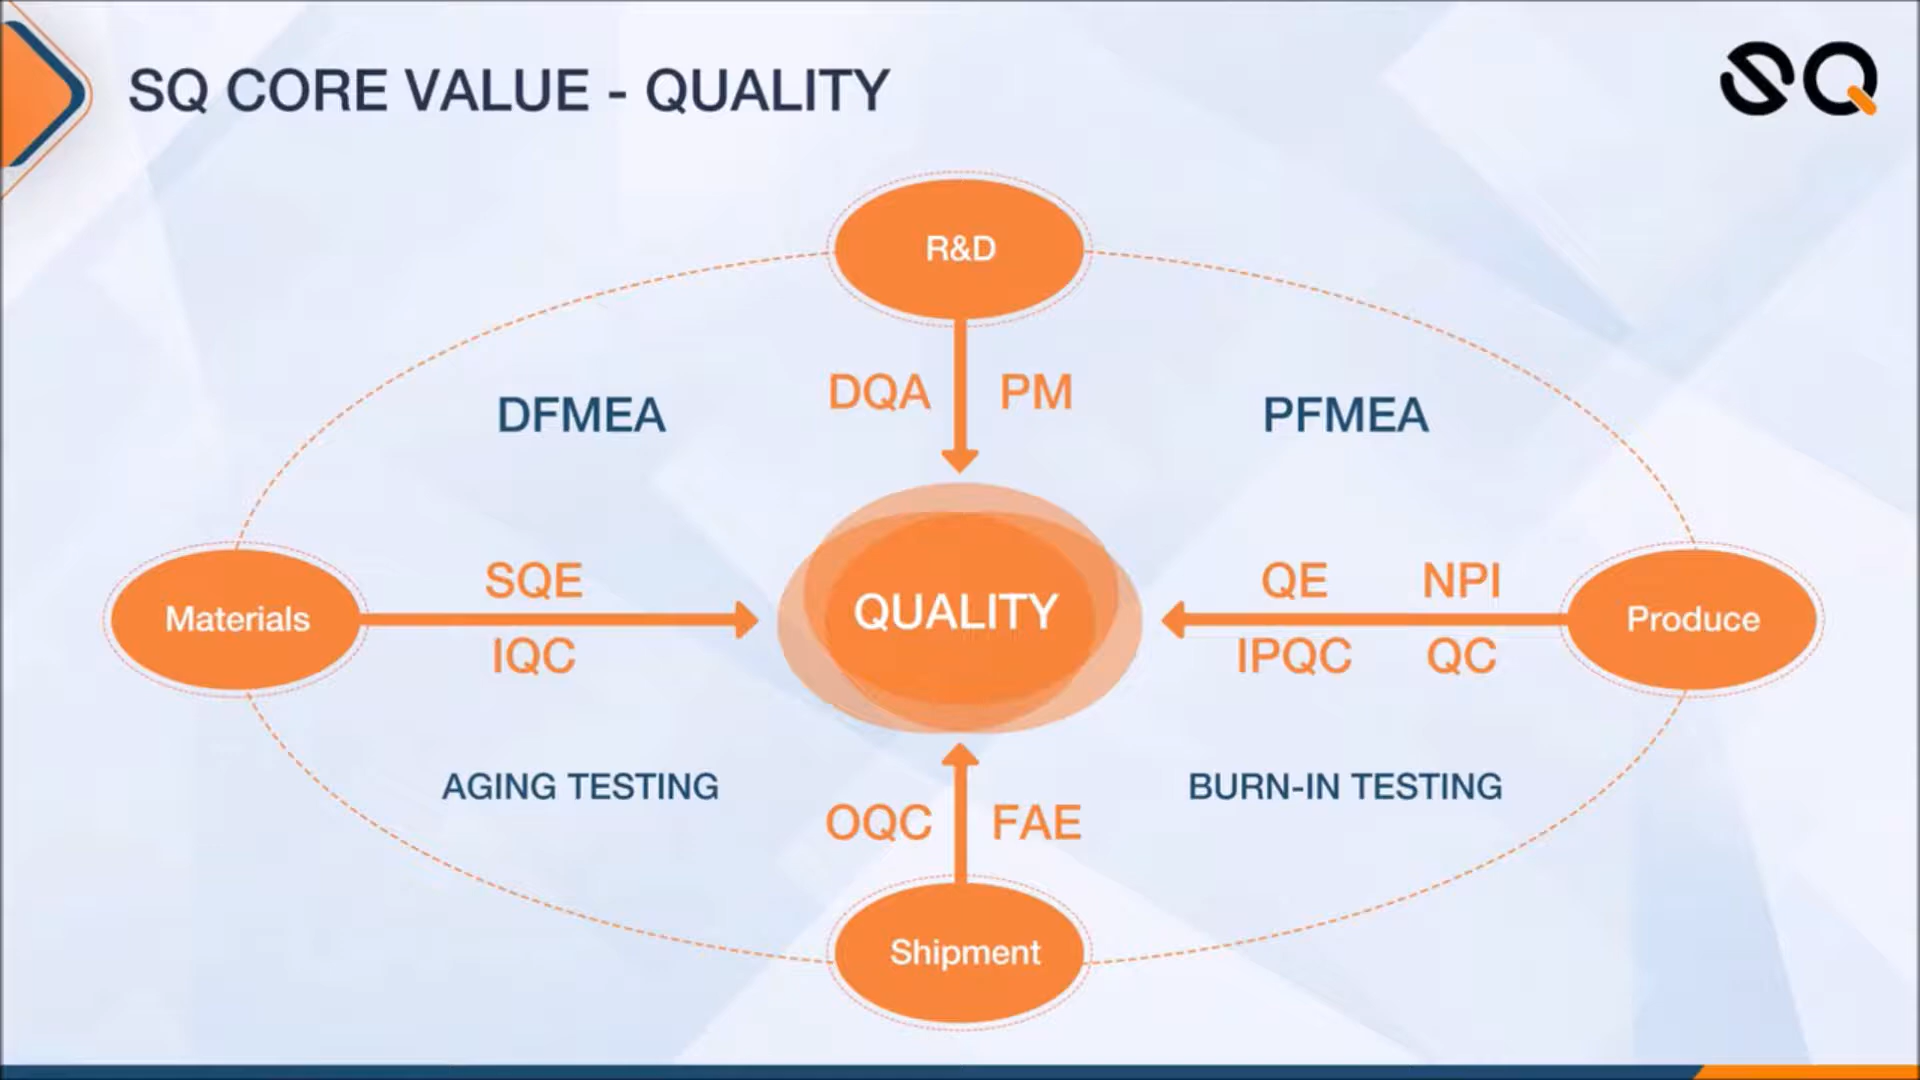 SQ CORE VALUE - QUALITY
SQ
R&D
DQA PM
DFMEA
PFMEA
SQE
QE NPI
Materials
QUALITY
Produce
IQC
IPQC QC
AGING TESTING
BURN-IN TESTING
OQC FAE
Shipment